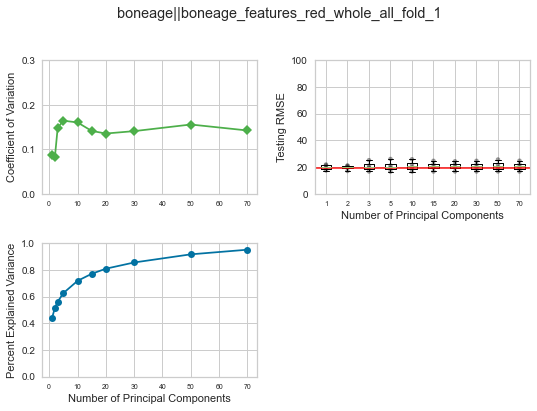 boneage||boneage_features_red_whole_all_fold_1
Coefficient of Variation
0.3
0.2
0.1
0.0
0 10 20 30 40 50 60 70
Testing RMSE
100
80
60
40
20
0
1 2 3 5 10 15 20 30 50 70
Number of Principal Components
Percent Explained Variance
1.0
0.8
0.6
0.4
0.2
0.0
0 10 20 30 40 50 60 70
Number of Principal Components